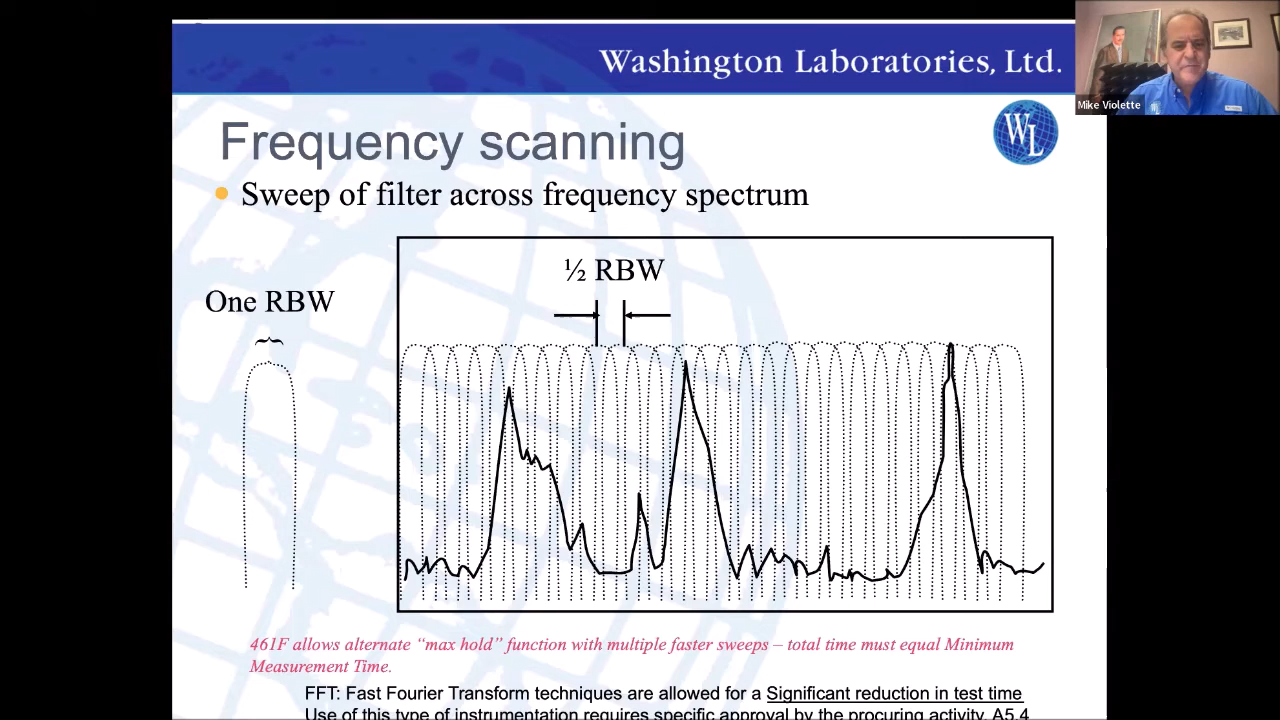 Washington Laboratories, Ltd.
Mike Violette
WL
Frequency scanning
Sweep of filter across frequency spectrum
½ RBW
One RBW
461F allows alternate “max hold” function with multiple faster sweeps – total time must equal Minimum
Measurement Time.
FFT: Fast Fourier Transform techniques are allowed for a Significant reduction in test time
Use of this type of instrumentation requires specific approval by the procuring activity. A5.4